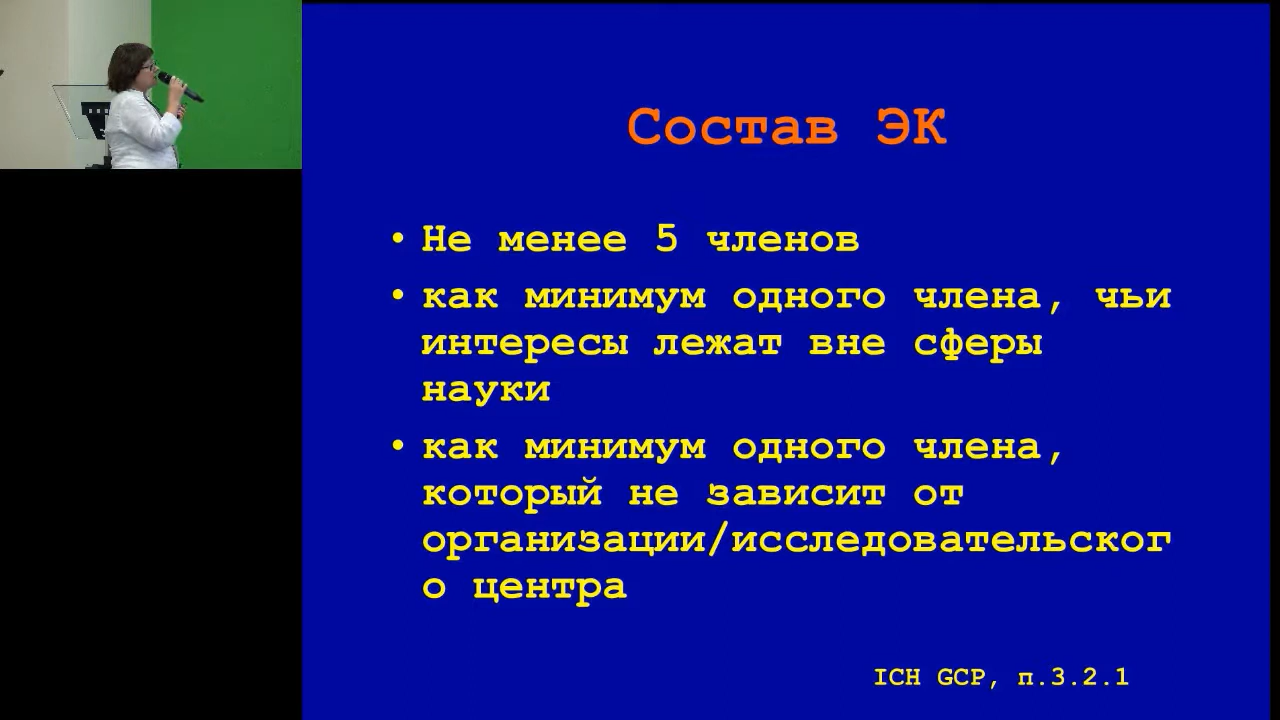 Состав ЭК
• Не менее 5 членов
• как минимум одного члена, чьи
интересы лежат вне сферы
науки
• как минимум одного члена,
который не зависит от
организации/исследовательског
о центра
ICH GCP, п.3.2.1